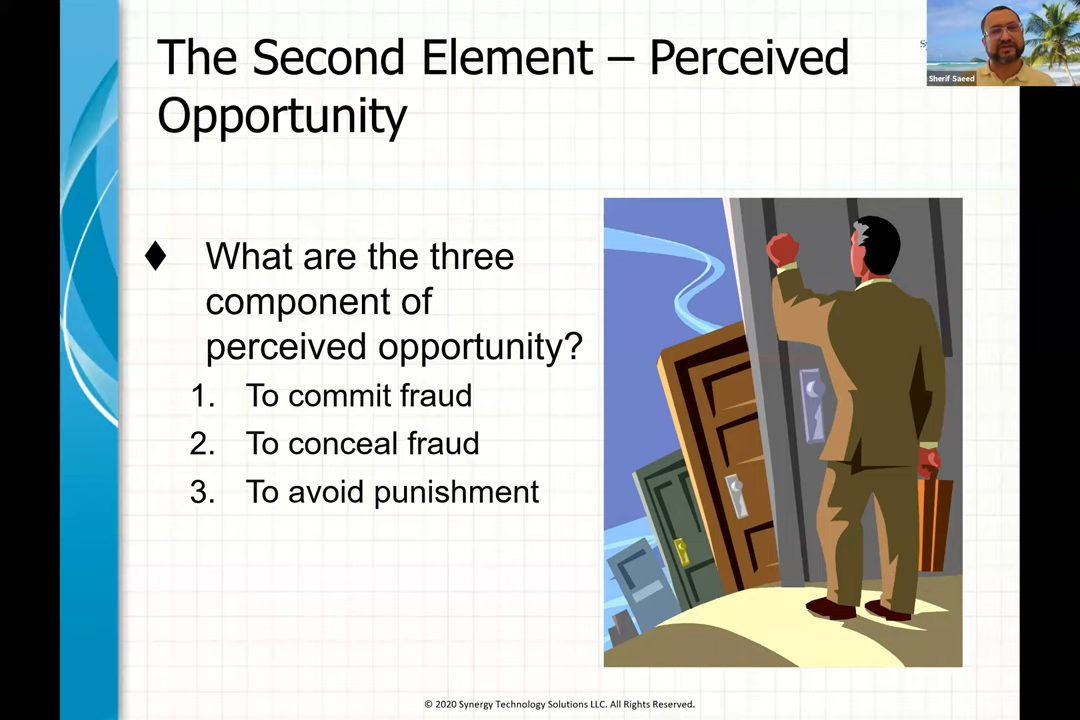 The Second Element – Perceived
Opportunity
Sherif Saeed
♦ What are the three
component of
perceived opportunity?
1. To commit fraud
2. To conceal fraud
3. To avoid punishment
© 2020 Synergy Technology Solutions LLC. All Rights Reserved.